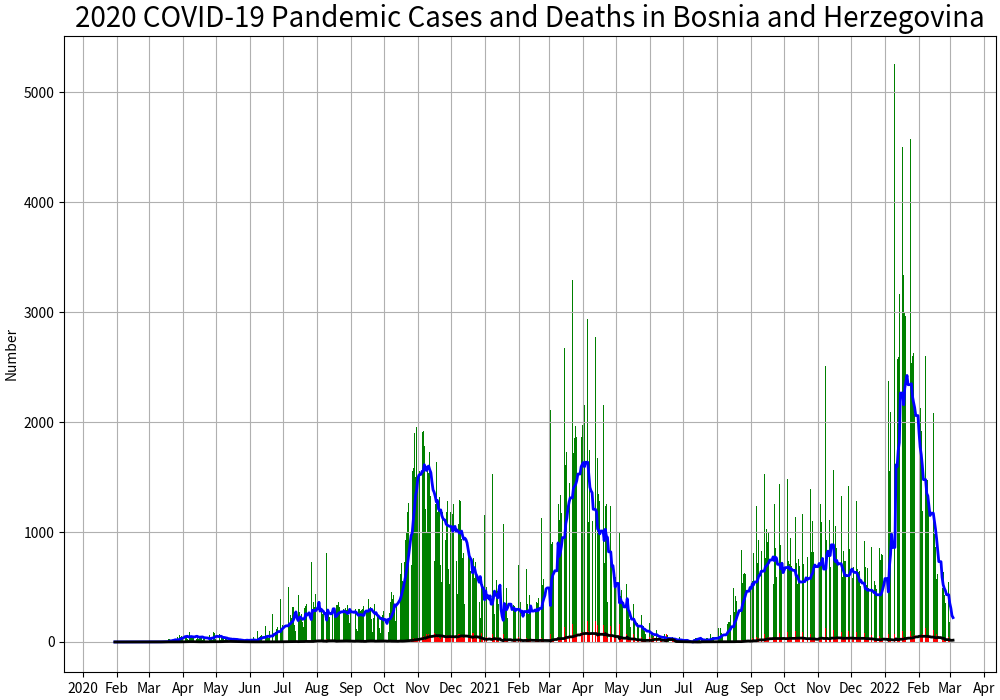 2020 COVID-19 Pandemic Cases and Deaths in Bosnia and Herzegovina
Number
5000
4000
3000
2000
1000
0
2020 Feb Mar Apr May Jun Jul Aug Sep Oct Nov Dec 2021 Feb Mar Apr May Jun Jul Aug Sep Oct Nov Dec 2022 Feb Mar Apr